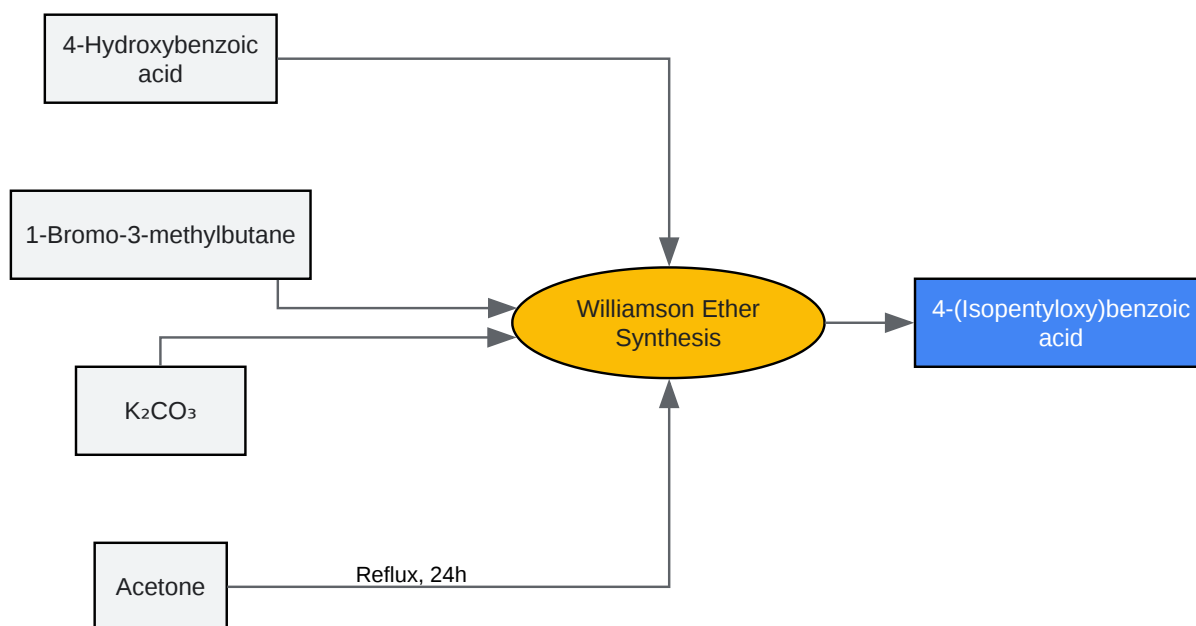 4-Hydroxybenzoic
acid
1-Bromo-3-methylbutane
Williamson Ether
Synthesis
4-(Isopentyloxy)benzoic
acid
K₂CO₃
Acetone
Reflux, 24h